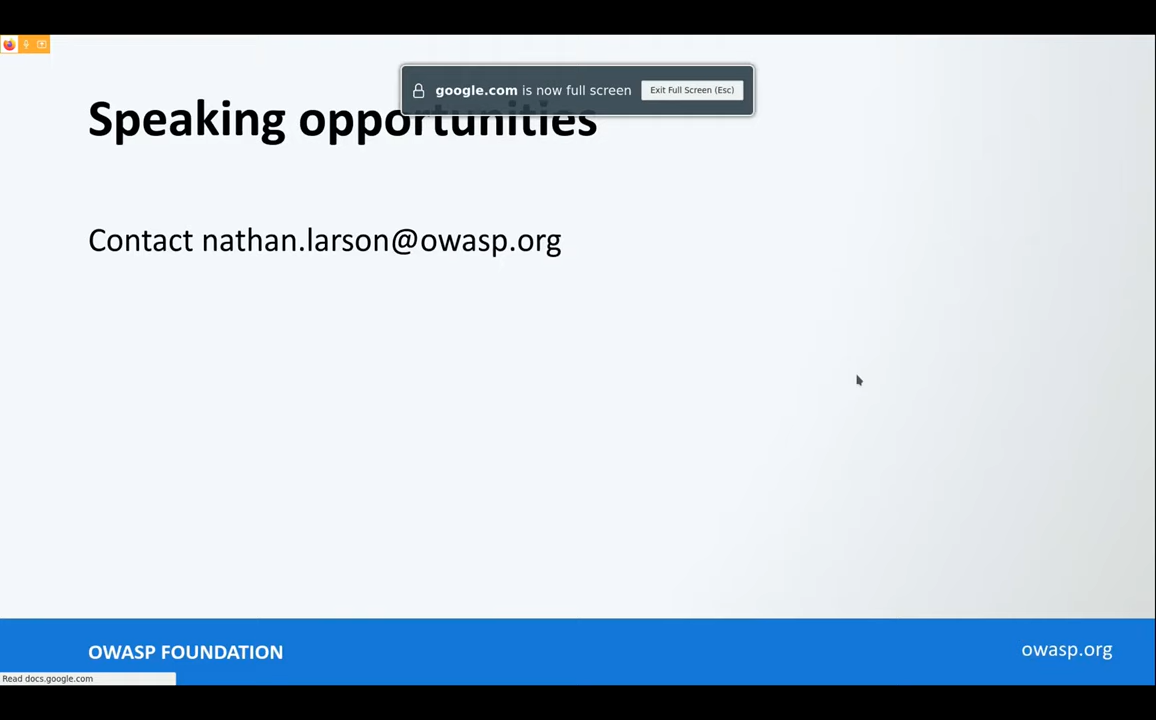 google.com is now full screen
Exit Full Screen (Esc)
Speaking opportunities
Contact nathan.larson@owasp.org
OWASP FOUNDATION
owasp.org
Read docs.google.com